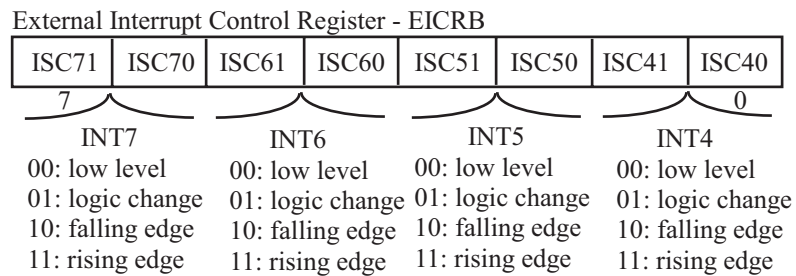 External Interrupt Control Register - EICRB
ISC71 ISC70 ISC61 ISC60 ISC51 ISC50 ISC41 ISC40
7 0
INT7 INT6 INT5 INT4
00: low level 00: low level 00: low level 00: low level
01: logic change 01: logic change 01: logic change 01: logic change
10: falling edge 10: falling edge 10: falling edge 10: falling edge
11: rising edge 11: rising edge 11: rising edge 11: rising edge